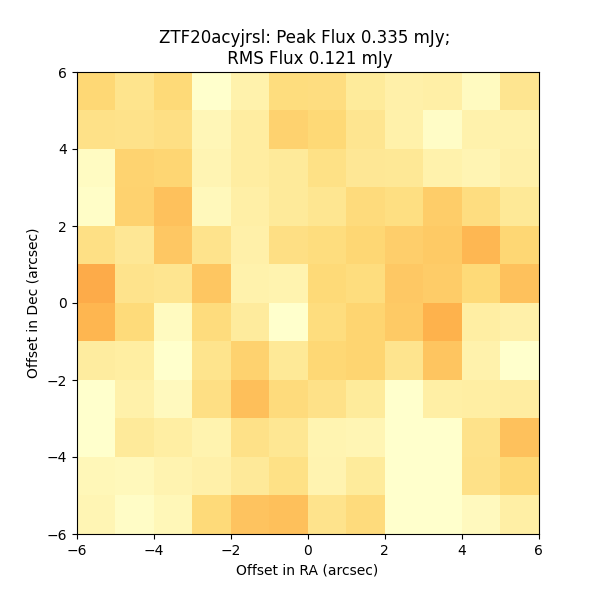 ZTF20acyjrsl: Peak Flux 0.335 mJy;
RMS Flux 0.121 mJy
6
4
2
0
−2
−4
−6
Offset in Dec (arcsec)
−6 −4 −2 0 2 4 6
Offset in RA (arcsec)